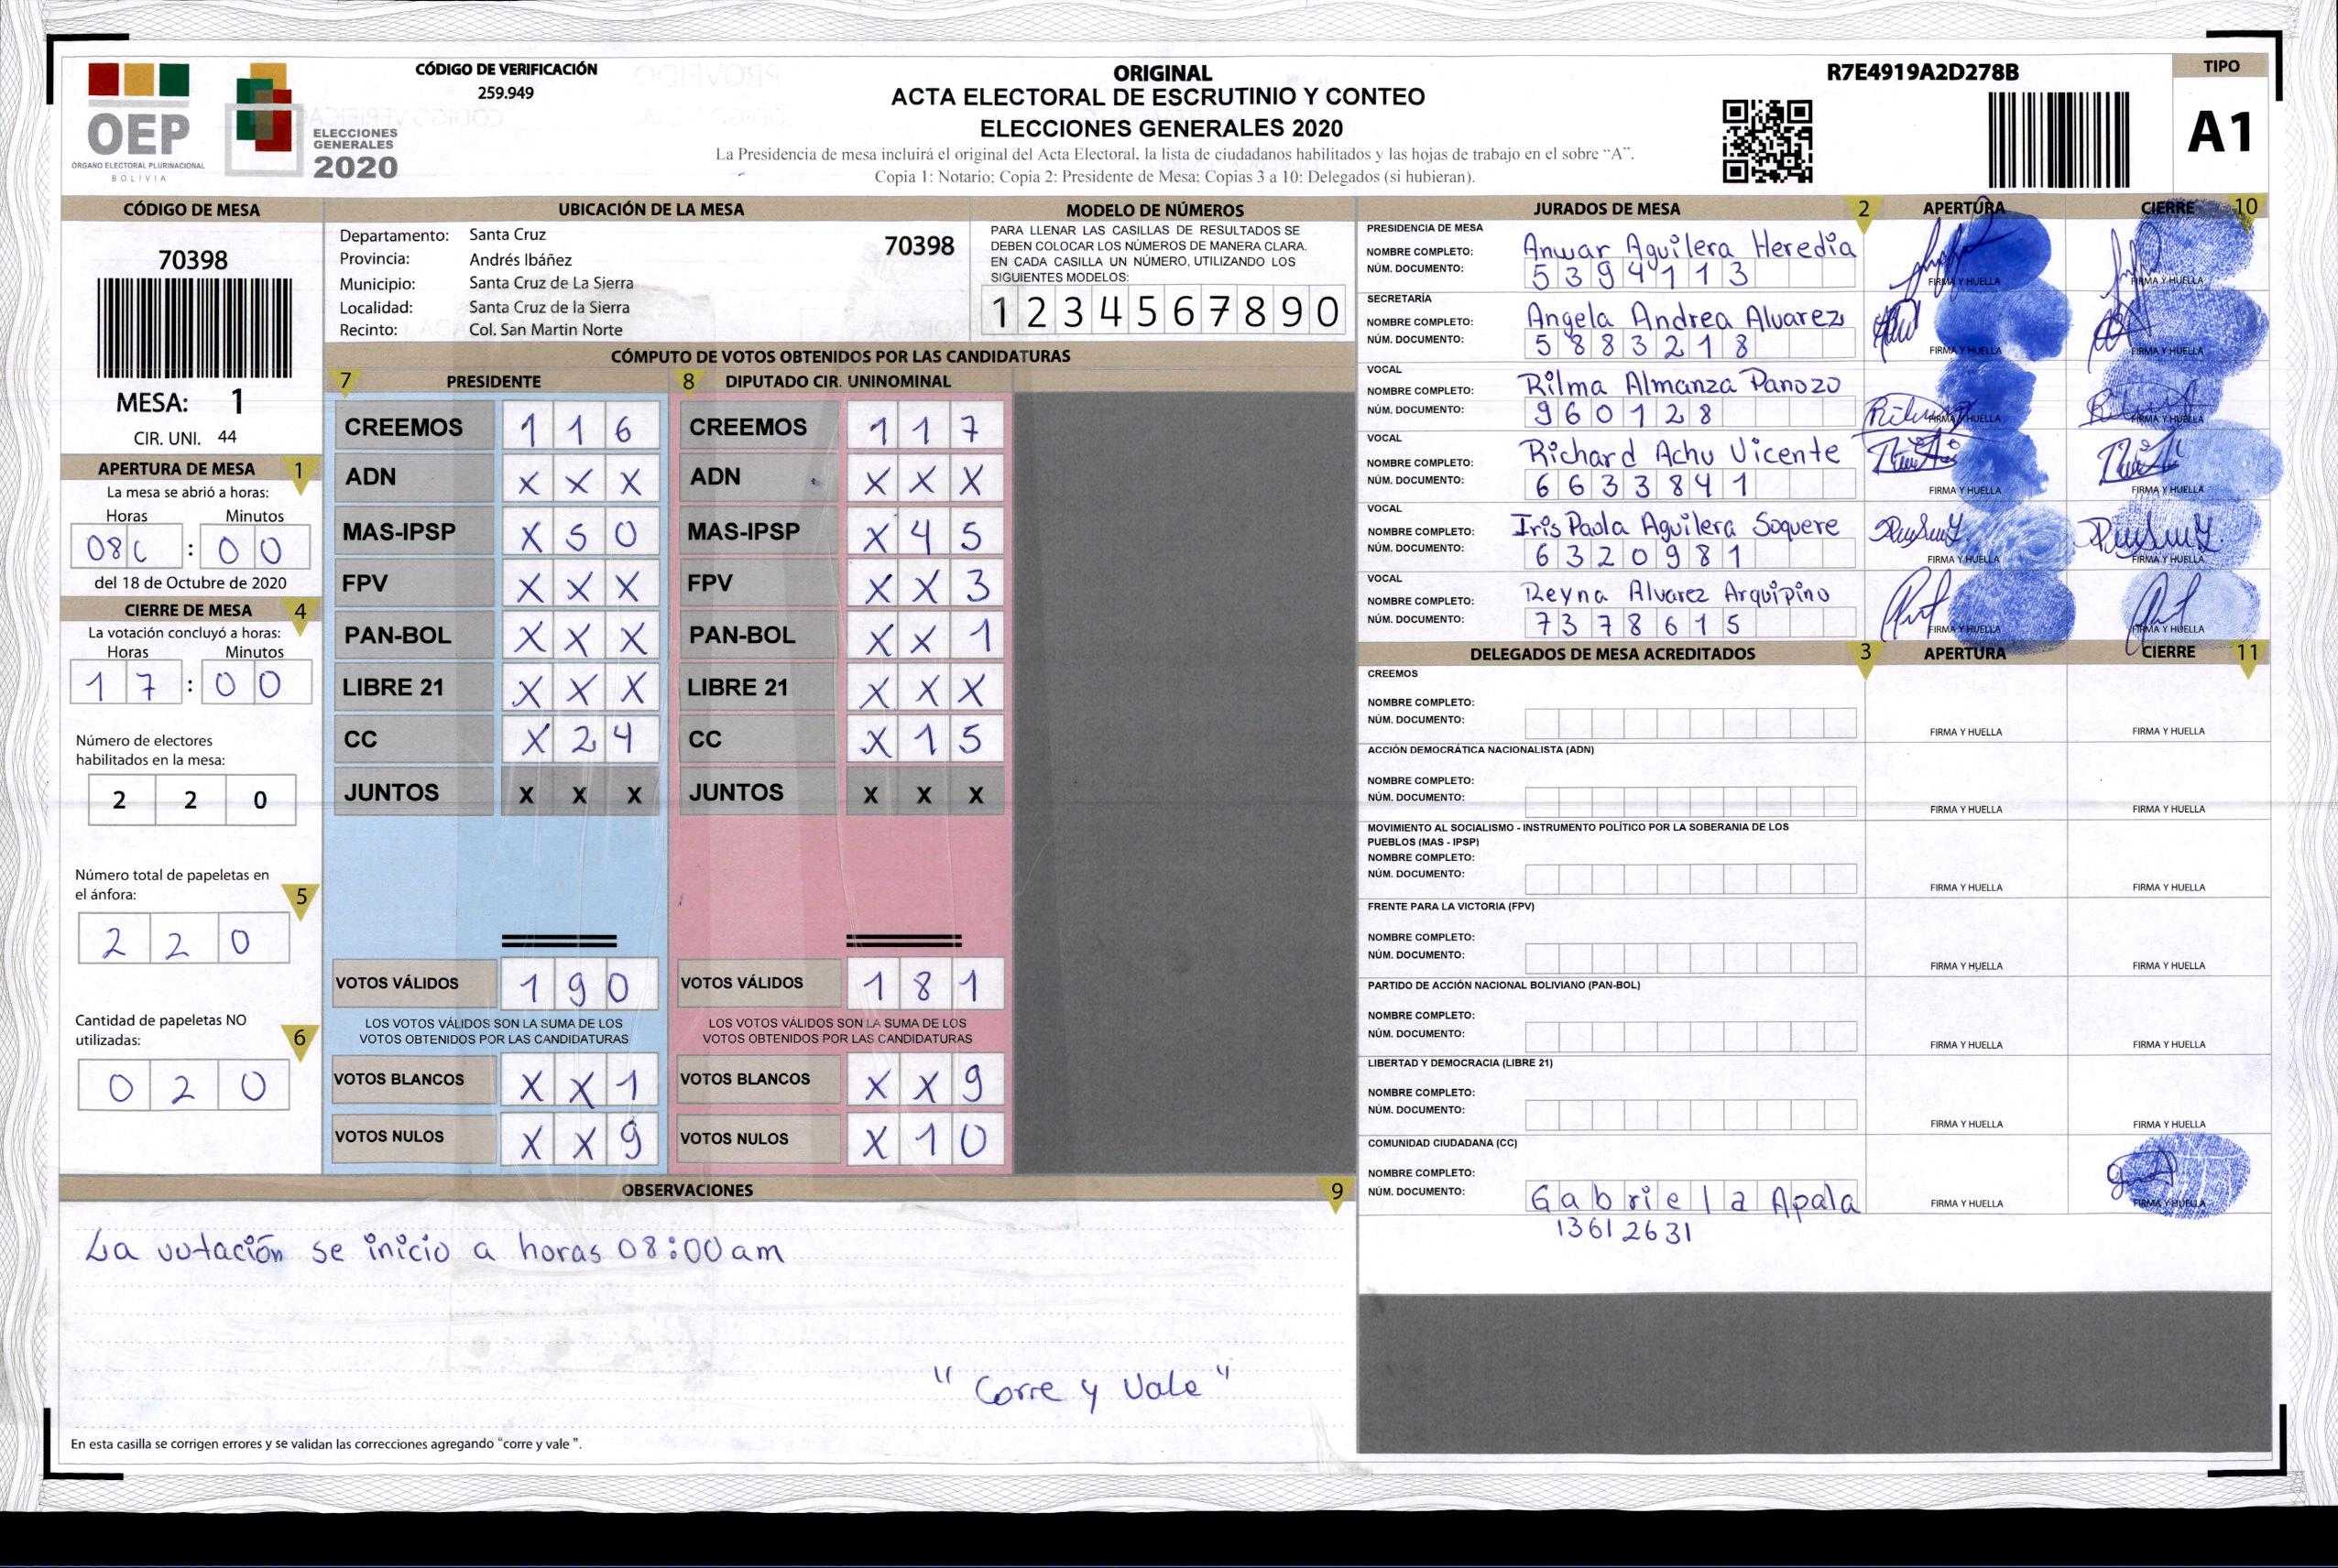 OEP
ÓRGANO ELECTORAL PLURINACIONAL
BOLIVIA
ELECCIONES
GENERALES
2020
CÓDIGO DE VERIFICACIÓN
259.949
ORIGINAL
ACTA ELECTORAL DE ESCRUTINIO Y CONTEO
ELECCIONES GENERALES 2020
La Presidencia de mesa incluirá el original del Acta Electoral, la lista de ciudadanos habilitados y las hojas de trabajo en el sobre “A”.
Copia 1: Notario; Copia 2: Presidente de Mesa; Copias 3 a 10: Delegados (si hubieran).
R7E4919A2D278B
TIPO
A1
CÓDIGO DE MESA
70398
MESA: 1
CIR. UNI. 44
APERTURA DE MESA 1
La mesa se abrió a horas:
Horas Minutos
08 : 00
del 18 de Octubre de 2020
CIERRE DE MESA 4
La votación concluyó a horas:
Horas Minutos
17 : 00
Número de electores
habilitados en la mesa:
2 2 0
Número total de papeletas en
el ánfora: 5
2 2 0
Cantidad de papeletas NO
utilizadas: 6
0 2 0
UBICACIÓN DE LA MESA
Departamento: Santa Cruz 70398
Provincia: Andrés Ibáñez
Municipio: Santa Cruz de La Sierra
Localidad: Santa Cruz de la Sierra
Recinto: Col. San Martin Norte
MODELO DE NÚMEROS
PARA LLENAR LAS CASILLAS DE RESULTADOS SE
DEBEN COLOCAR LOS NÚMEROS DE MANERA CLARA.
EN CADA CASILLA UN NÚMERO, UTILIZANDO LOS
SIGUIENTES MODELOS:
1 2 3 4 5 6 7 8 9 0
CÓMPUTO DE VOTOS OBTENIDOS POR LAS CANDIDATURAS
7 PRESIDENTE 8 DIPUTADO CIR. UNINOMINAL
CREEMOS 1 1 6 CREEMOS 1 1 7
ADN X X X ADN X X X
MAS-IPSP X 5 0 MAS-IPSP X 4 5
FPV X X X FPV X X 3
PAN-BOL X X X PAN-BOL X X 1
LIBRE 21 X X X LIBRE 21 X X X
CC X 2 4 CC X 1 5
JUNTOS X X X JUNTOS X X X
VOTOS VÁLIDOS 1 9 0 VOTOS VÁLIDOS 1 8 1
LOS VOTOS VÁLIDOS SON LA SUMA DE LOS LOS VOTOS VÁLIDOS SON LA SUMA DE LOS
VOTOS OBTENIDOS POR LAS CANDIDATURAS VOTOS OBTENIDOS POR LAS CANDIDATURAS
VOTOS BLANCOS X X 1 VOTOS BLANCOS X X 9
VOTOS NULOS X X 9 VOTOS NULOS X 1 0
OBSERVACIONES 9
La votación se inicio a horas 08:00 am
" Corre y Vale "
En esta casilla se corrigen errores y se validan las correcciones agregando “corre y vale ”.
JURADOS DE MESA 2 APERTURA CIERRE 10
PRESIDENCIA DE MESA
NOMBRE COMPLETO: Anwar Aguilera Heredia
NÚM. DOCUMENTO: 5394113
FIRMA Y HUELLA FIRMA Y HUELLA
SECRETARÍA
NOMBRE COMPLETO: Angela Andrea Alvarez
NÚM. DOCUMENTO: 5883218
FIRMA Y HUELLA FIRMA Y HUELLA
VOCAL
NOMBRE COMPLETO: Rilma Almanza Panozo
NÚM. DOCUMENTO: 960128
FIRMA Y HUELLA FIRMA Y HUELLA
VOCAL
NOMBRE COMPLETO: Richard Achu Vicente
NÚM. DOCUMENTO: 6633841
FIRMA Y HUELLA FIRMA Y HUELLA
VOCAL
NOMBRE COMPLETO: Iris Paola Aguilera Soquere
NÚM. DOCUMENTO: 6320981
FIRMA Y HUELLA FIRMA Y HUELLA
VOCAL
NOMBRE COMPLETO: Reyna Alvarez Arquipino
NÚM. DOCUMENTO: 7378615
FIRMA Y HUELLA FIRMA Y HUELLA
DELEGADOS DE MESA ACREDITADOS 3 APERTURA CIERRE 11
CREEMOS
NOMBRE COMPLETO:
NÚM. DOCUMENTO:
FIRMA Y HUELLA FIRMA Y HUELLA
ACCIÓN DEMOCRÁTICA NACIONALISTA (ADN)
NOMBRE COMPLETO:
NÚM. DOCUMENTO:
FIRMA Y HUELLA FIRMA Y HUELLA
MOVIMIENTO AL SOCIALISMO - INSTRUMENTO POLÍTICO POR LA SOBERANIA DE LOS
PUEBLOS (MAS - IPSP)
NOMBRE COMPLETO:
NÚM. DOCUMENTO:
FIRMA Y HUELLA FIRMA Y HUELLA
FRENTE PARA LA VICTORIA (FPV)
NOMBRE COMPLETO:
NÚM. DOCUMENTO:
FIRMA Y HUELLA FIRMA Y HUELLA
PARTIDO DE ACCIÓN NACIONAL BOLIVIANO (PAN-BOL)
NOMBRE COMPLETO:
NÚM. DOCUMENTO:
FIRMA Y HUELLA FIRMA Y HUELLA
LIBERTAD Y DEMOCRACIA (LIBRE 21)
NOMBRE COMPLETO:
NÚM. DOCUMENTO:
FIRMA Y HUELLA FIRMA Y HUELLA
COMUNIDAD CIUDADANA (CC)
NOMBRE COMPLETO:
NÚM. DOCUMENTO: Gabriela Apala
13612631
FIRMA Y HUELLA FIRMA Y HUELLA